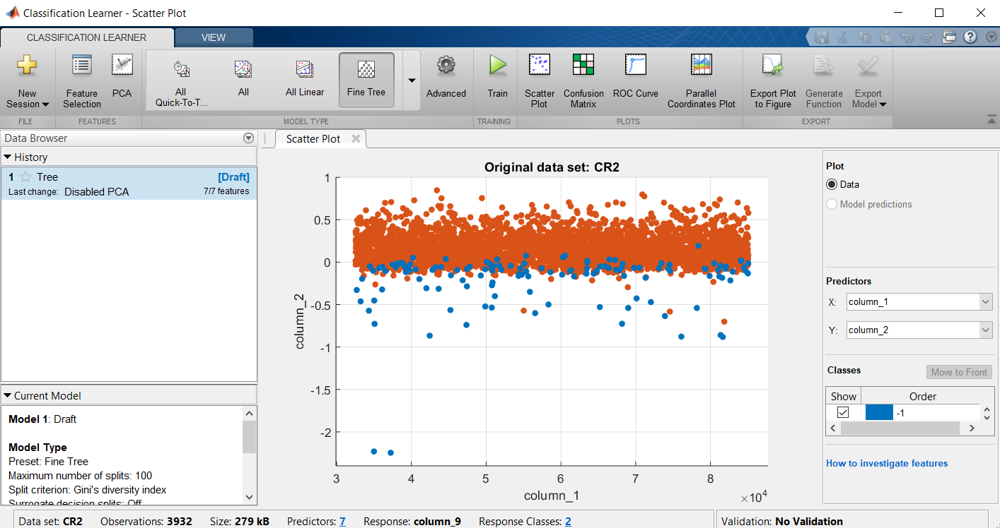 Classification Learner - Scatter Plot
CLASSIFICATION LEARNER
VIEW
New
Session
Feature
Selection
PCA
All
Quick-To-T...
All
All Linear
Fine Tree
Advanced
Train
Scatter
Plot
Confusion
Matrix
ROC Curve
Parallel
Coordinates Plot
Export Plot
to Figure
Generate
Function
Export
Model
FILE
FEATURES
MODEL TYPE
TRAINING
PLOTS
EXPORT
Data Browser
History
1 Tree [Draft]
Last change: Disabled PCA 7/7 features
Current Model
Model 1: Draft
Model Type
Preset: Fine Tree
Maximum number of splits: 100
Split criterion: Gini's diversity index
Surrogate decision splits: Off
Scatter Plot
Original data set: CR2
1
0.5
0
-0.5
-1
-1.5
-2
column_2
3 4 5 6 7 8
column_1
×10^4
Plot
Data
Model predictions
Predictors
X: column_1
Y: column_2
Classes
Move to Front
Show Order
-1
How to investigate features
Data set: CR2 Observations: 3932 Size: 279 kB Predictors: 7 Response: column_9 Response Classes: 2
Validation: No Validation